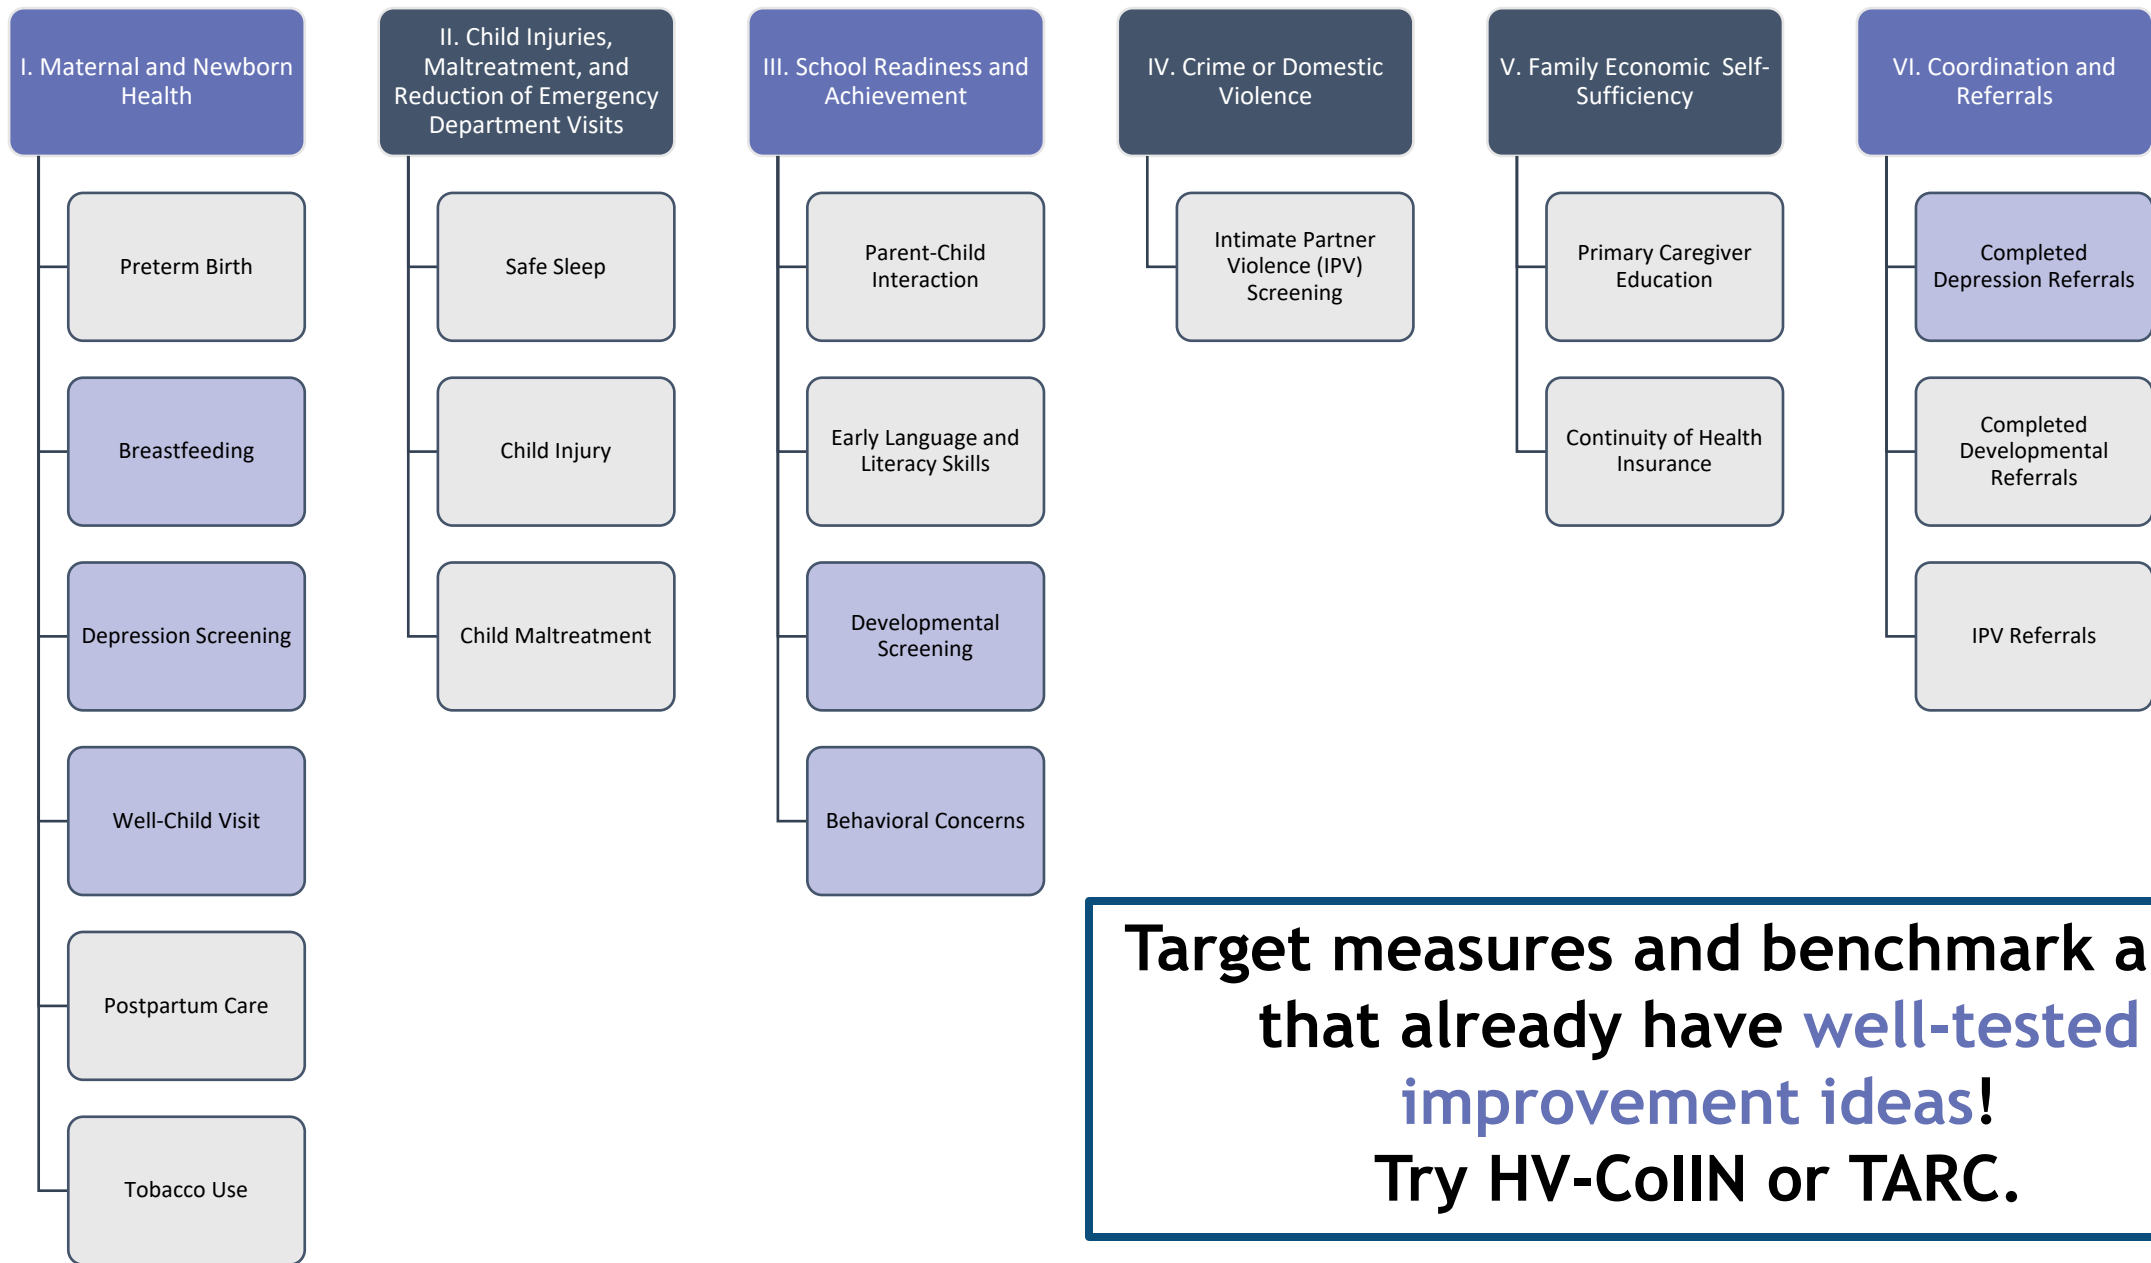 I. Maternal and Newborn
Health
Preterm Birth
Breastfeeding
Depression Screening
Well-Child Visit
Postpartum Care
Tobacco Use
II. Child Injuries,
Maltreatment, and
Reduction of Emergency
Department Visits
Safe Sleep
Child Injury
Child Maltreatment
III. School Readiness and
Achievement
Parent-Child
Interaction
Early Language and
Literacy Skills
Developmental
Screening
Behavioral Concerns
IV. Crime or Domestic
Violence
Intimate Partner
Violence (IPV)
Screening
V. Family Economic Self-
Sufficiency
Primary Caregiver
Education
Continuity of Health
Insurance
VI. Coordination and
Referrals
Completed
Depression Referrals
Completed
Developmental
Referrals
IPV Referrals
Target measures and benchmark a
that already have well-tested
improvement ideas!
Try HV-CoIIN or TARC.